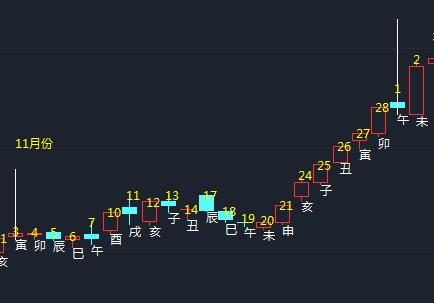 11月份
1 3 4 5 6 7 10 11 12 13 14 17 18 19 20 21 24 25 26 27 28 1 2
亥 寅 卯 辰 巳 午 酉 戌 亥 子 丑 辰 巳 午 未 申 亥 子 丑 寅 卯 午 未